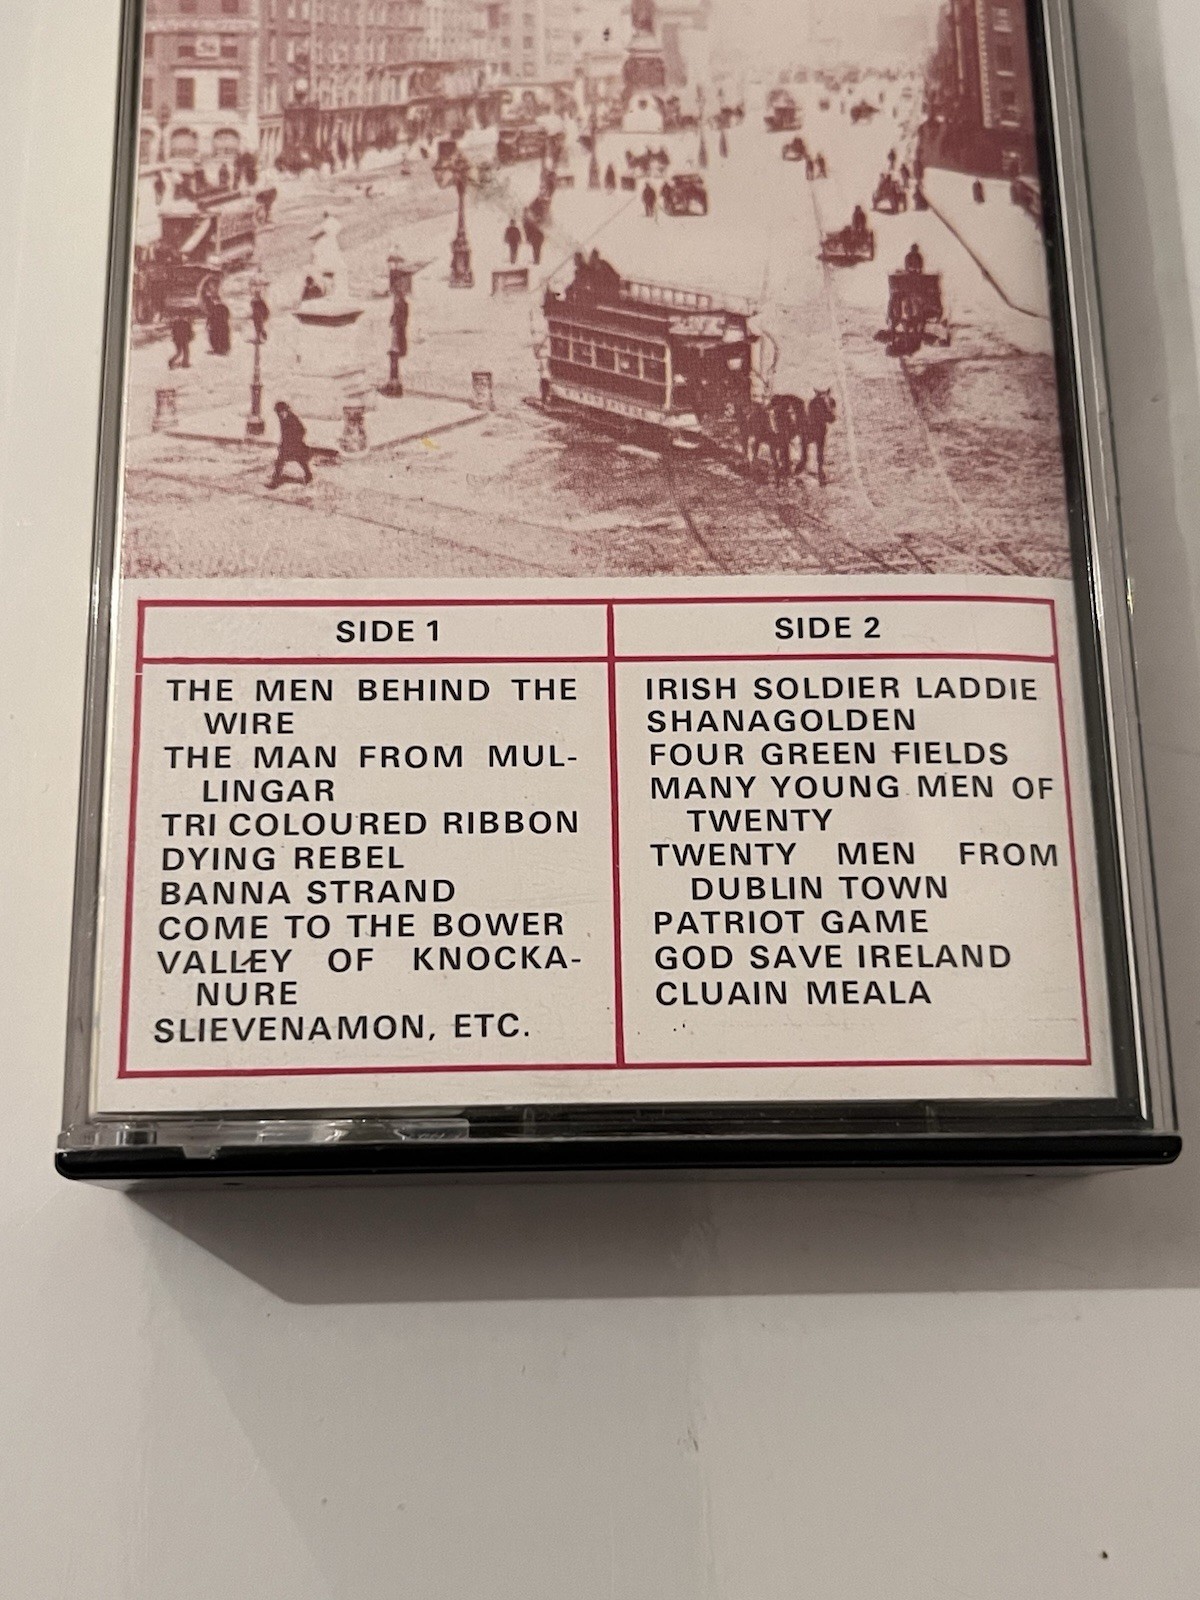 SIDE 1
THE MEN BEHIND THE
WIRE
THE MAN FROM MUL-
LINGAR
TRI COLOURED RIBBON
DYING REBEL
BANNA STRAND
COME TO THE BOWER
VALLEY OF KNOCKA-
NURE
SLIEVENAMON, ETC.
SIDE 2
IRISH SOLDIER LADDIE
SHANAGOLDEN
FOUR GREEN FIELDS
MANY YOUNG MEN OF
TWENTY
TWENTY MEN FROM
DUBLIN TOWN
PATRIOT GAME
GOD SAVE IRELAND
CLUAIN MEALA